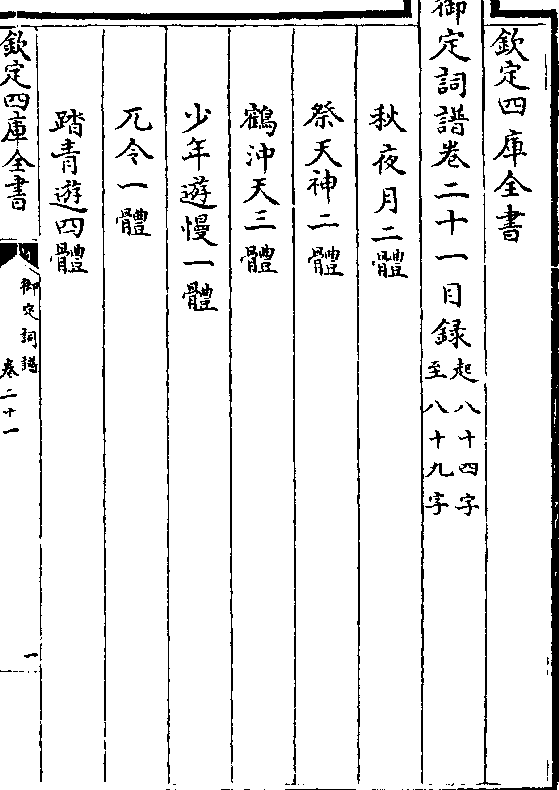 欽定四庫全書
御定詞譜卷二十一目録起八十四字至八十九字
秋夜月二體
祭天神二體
鶴沖天三體
少年遊慢一體
兀令一體
踏青遊四體
欽定四庫全書
御定詞譜
卷二十一
一